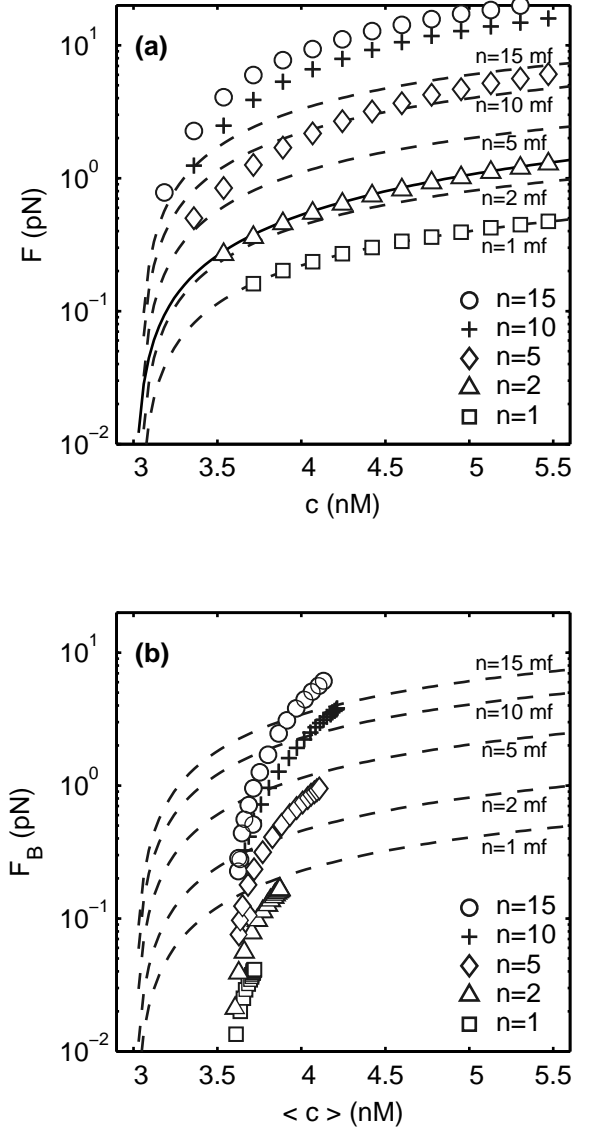 (a)
10^1
10^0
10^−1
10^−2
F (pN)
n=15 mf
n=10 mf
n=5 mf
n=2 mf
n=1 mf
n=15
n=10
n=5
n=2
n=1
3 3.5 4 4.5 5 5.5
c (nM)
(b)
10^1
10^0
10^−1
10^−2
F_B (pN)
n=15 mf
n=10 mf
n=5 mf
n=2 mf
n=1 mf
n=15
n=10
n=5
n=2
n=1
3 3.5 4 4.5 5 5.5
< c > (nM)